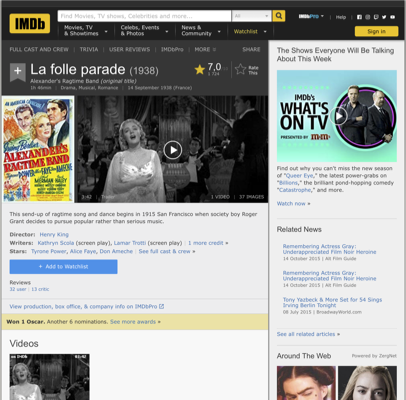 IMDb
Find Movies, TV shows, Celebrities and more...
All
Movies, TV
& Showtimes
Celebs, Events
& Photos
News &
Community
Watchlist
IMDbPro
Help
Sign in
FULL CAST AND CREW | TRIVIA | USER REVIEWS | IMDbPro | MORE
SHARE
La folle parade (1938)
Alexander's Ragtime Band (original title)
1h 46min | Drama, Musical, Romance | 14 September 1938 (France)
7,0
Rate
This
ALEXANDER'S
RAGTIME
BAND
1 VIDEO | 37 IMAGES
This send-up of ragtime song and dance begins in 1915 San Francisco when society boy Roger
Grant decides to pursue popular rather than serious music.
Director: Henry King
Writers: Kathryn Scola (screen play), Lamar Trotti (screen play) | 1 more credit »
Stars: Tyrone Power, Alice Faye, Don Ameche | See full cast & crew »
+ Add to Watchlist
Reviews
32 user | 13 critic
View production, box office, & company info on IMDbPro
Won 1 Oscar. Another 6 nominations. See more awards »
Videos
The Shows Everyone Will Be Talking
About This Week
IMDb's
WHAT'S
ON TV
PRESENTED BY
Find out why you can't miss the new season
of "Queer Eye," the latest power-grabs on
"Billions," the brilliant pond-hopping comedy
"Catastrophe," and more.
Watch now »
Related News
Remembering Actress Gray:
Underappreciated Film Noir Heroine
14 October 2015 | Alt Film Guide
Remembering Actress Gray:
Underappreciated Film Noir Heroine
14 October 2015 | Alt Film Guide
Tony Yazbeck & More Set for 54 Sings
Irving Berlin Tonight
08 July 2015 | BroadwayWorld.com
See all related articles »
Around The Web
Powered by ZergNet